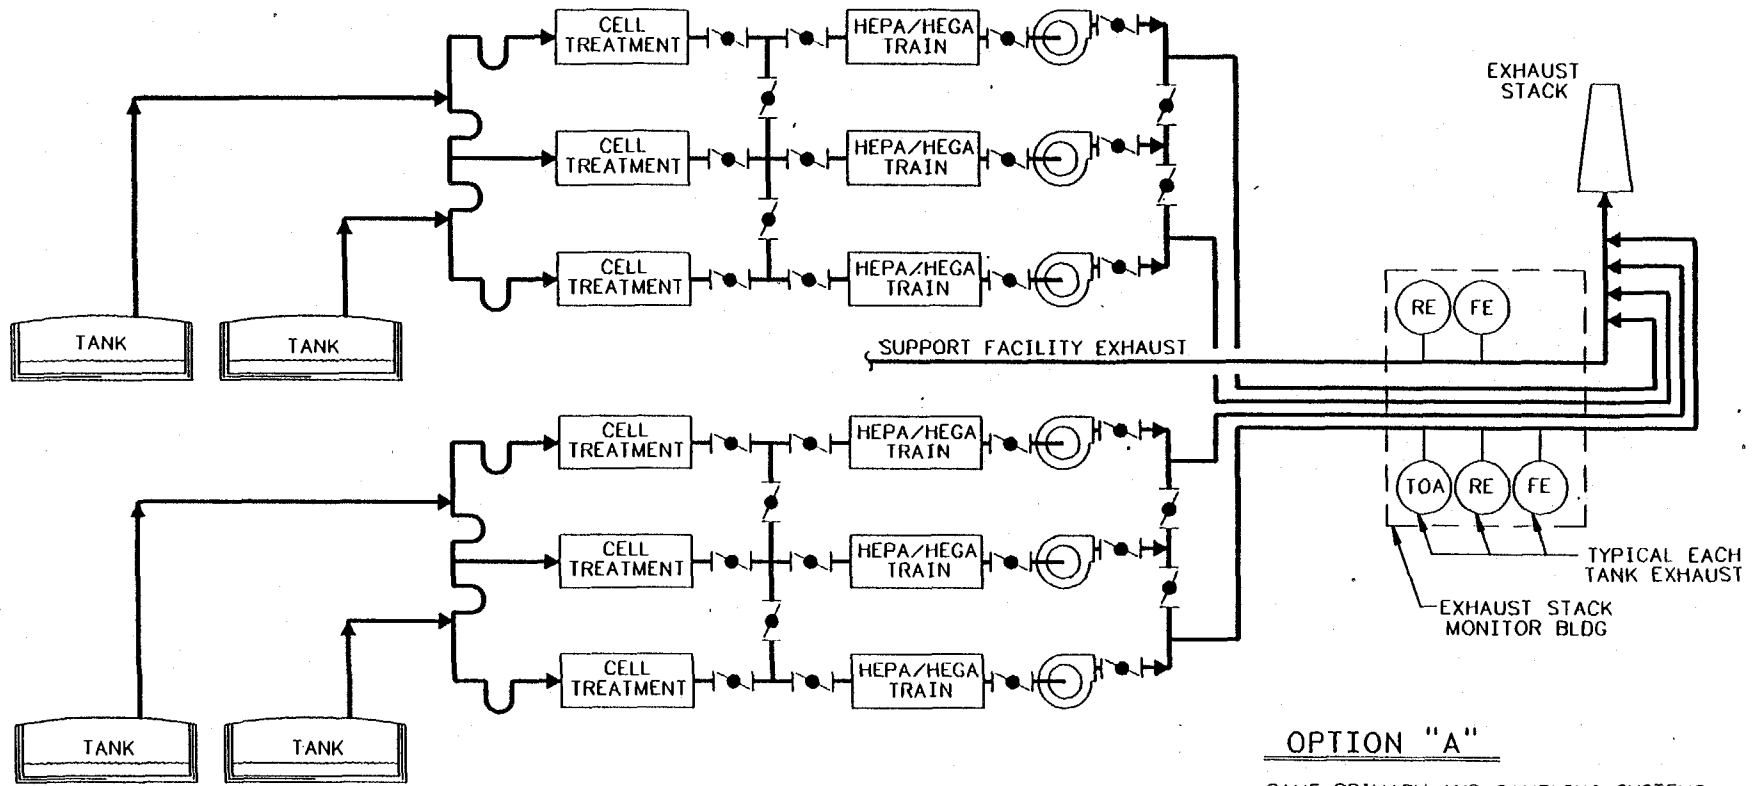 CELL
TREATMENT
HEPA/HEGA
TRAIN
EXHAUST
STACK
CELL
TREATMENT
HEPA/HEGA
TRAIN
CELL
TREATMENT
HEPA/HEGA
TRAIN
RE
FE
TANK
TANK
SUPPORT FACILITY EXHAUST
CELL
TREATMENT
HEPA/HEGA
TRAIN
TOA
RE
FE
CELL
TREATMENT
HEPA/HEGA
TRAIN
TYPICAL EACH
TANK EXHAUST
EXHAUST STACK
MONITOR BLDG
CELL
TREATMENT
HEPA/HEGA
TRAIN
TANK
TANK
OPTION "A"